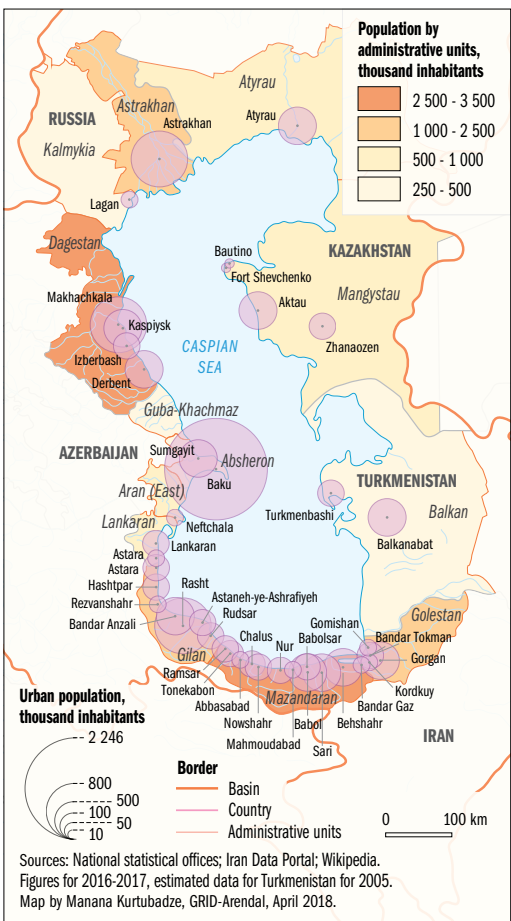 Population by
administrative units,
thousand inhabitants
2 500 - 3 500
1 000 - 2 500
500 - 1 000
250 - 500
Atyrau
Astrakhan
Astrakhan
Atyrau
RUSSIA
Kalmykia
Lagan
Dagestan
Bautino
KAZAKHSTAN
Fort Shevchenko
Mangystau
Makhachkala
Aktau
Kaspiysk
CASPIAN
SEA
Zhanaozen
Izberbash
Derbent
Guba-Khachmaz
AZERBAIJAN
Sumgayit
Absheron
Baku
TURKMENISTAN
Aran (East)
Turkmenbashi
Balkan
Lankaran
Neftchala
Balkanabat
Lankaran
Astara
Astara
Hashtpar
Rasht
Astaneh-ye-Ashrafiyeh
Rezvanshahr
Rudsar
Golestan
Bandar Anzali
Chalus
Gomishan
Nur
Babolsar
Bandar Tokman
Gilan
Gorgan
Ramsar
Tonekabon
Mazandaran
Kordkuy
Abbasabad
Bandar Gaz
Nowshahr
Babol
Behshahr
Mahmoudabad
Sari
IRAN
Urban population,
thousand inhabitants
2 246
800
500
100
50
10
Border
Basin
Country
Administrative units
0 100 km
Sources: National statistical offices; Iran Data Portal; Wikipedia.
Figures for 2016-2017, estimated data for Turkmenistan for 2005.
Map by Manana Kurtubadze, GRID-Arendal, April 2018.